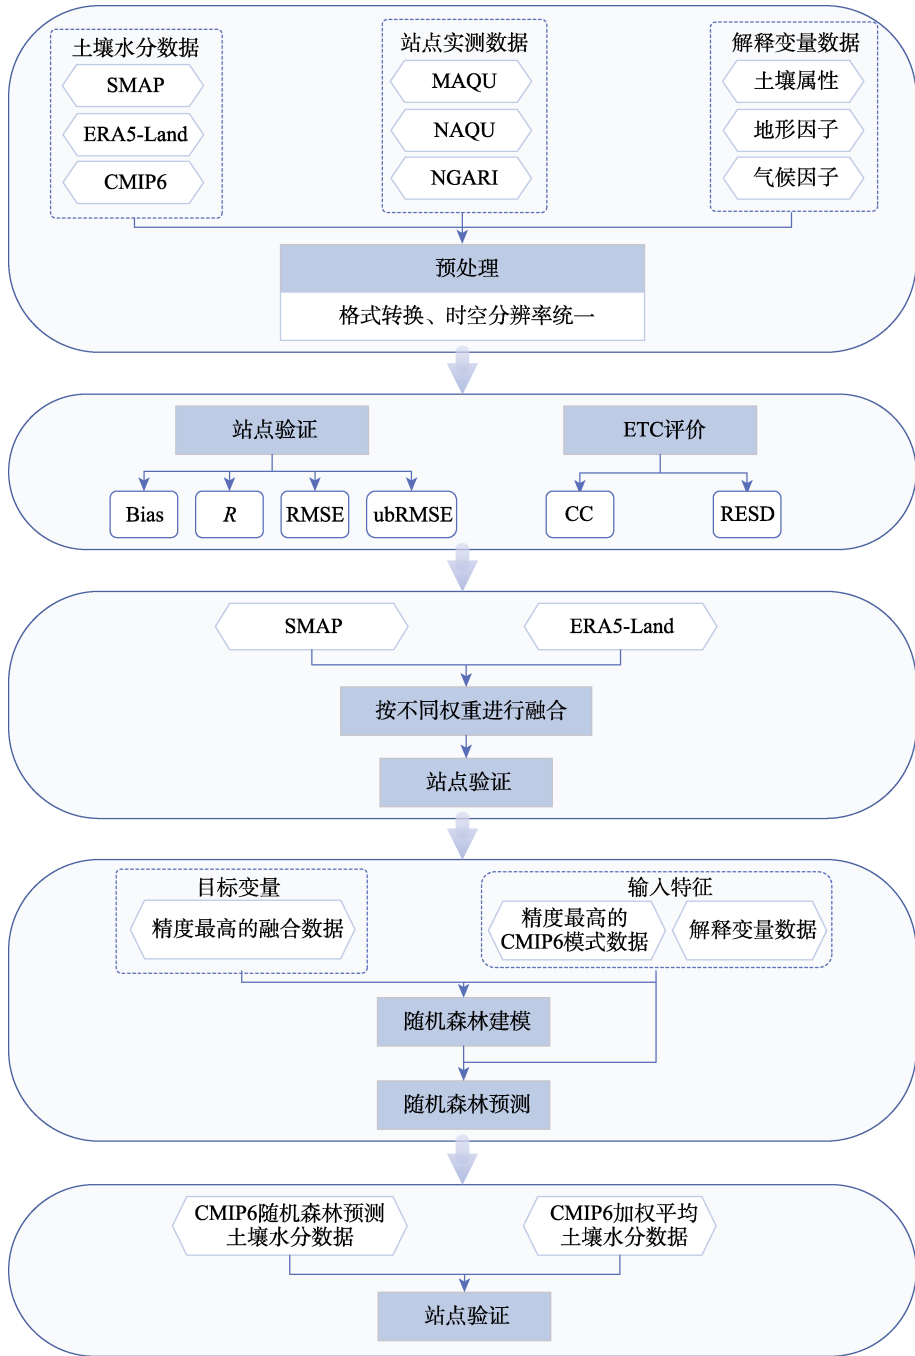 土壤水分数据
SMAP
ERA5-Land
CMIP6
站点实测数据
MAQU
NAQU
NGARI
解释变量数据
土壤属性
地形因子
气候因子
预处理
格式转换、时空分辨率统一
站点验证
Bias
R
RMSE
ubRMSE
ETC评价
CC
RESD
SMAP
ERA5-Land
按不同权重进行融合
站点验证
目标变量
精度最高的融合数据
输入特征
精度最高的
CMIP6模式数据
解释变量数据
随机森林建模
随机森林预测
CMIP6随机森林预测
土壤水分数据
CMIP6加权平均
土壤水分数据
站点验证